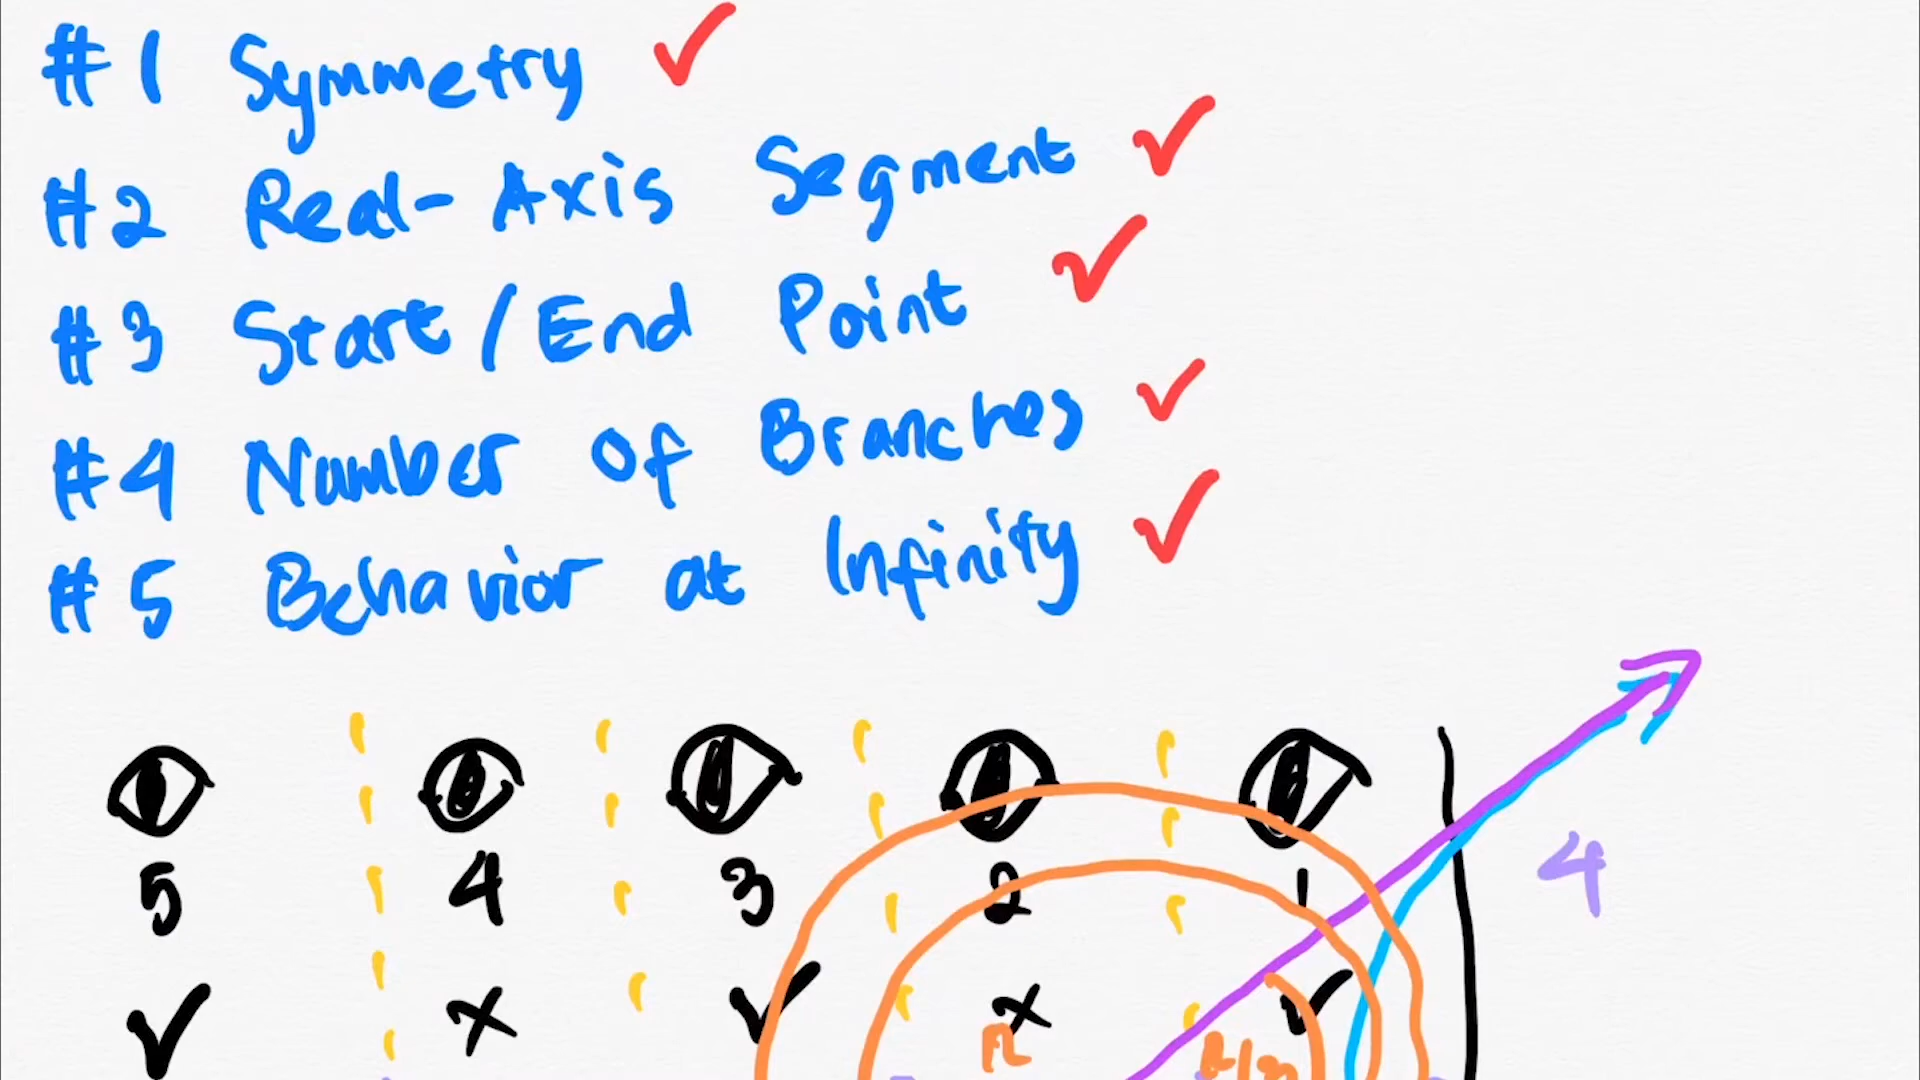 #1 Symmetry ✓
#2 Real-Axis Segment ✓
#3 Start/End Point ✓
#4 Number of Branches ✓
#5 Behavior at Infinity ✓
5 4 3 2 1
4
✓ × ✓ × ✓
π